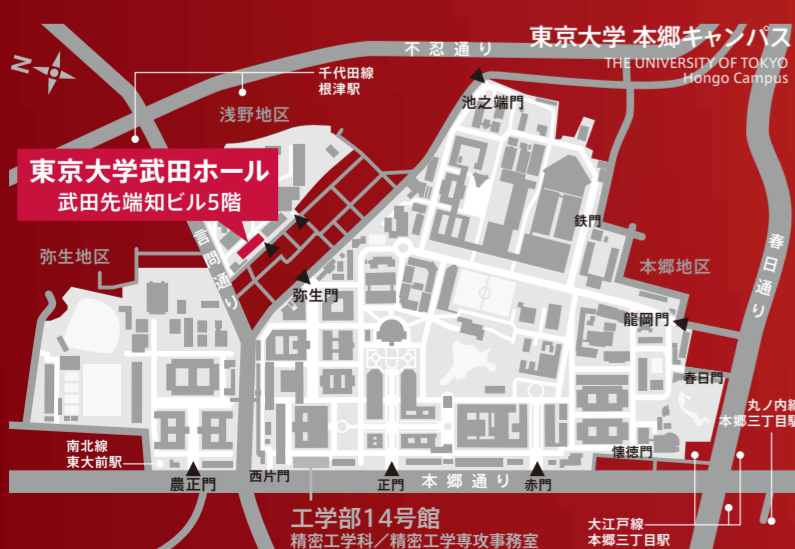 東京大学 本郷キャンパス
THE UNIVERSITY OF TOKYO
Hongo Campus
N
不忍通り
千代田線
根津駅
浅野地区
池之端門
東京大学武田ホール
武田先端知ビル5階
言問通り
弥生地区
弥生門
鉄門
本郷地区
春日通り
龍岡門
春日門
丸ノ内線
本郷三丁目駅
南北線
東大前駅
農正門
西片門
正門
本郷通り
赤門
懐徳門
工学部14号館
精密工学科／精密工学専攻事務室
大江戸線
本郷三丁目駅